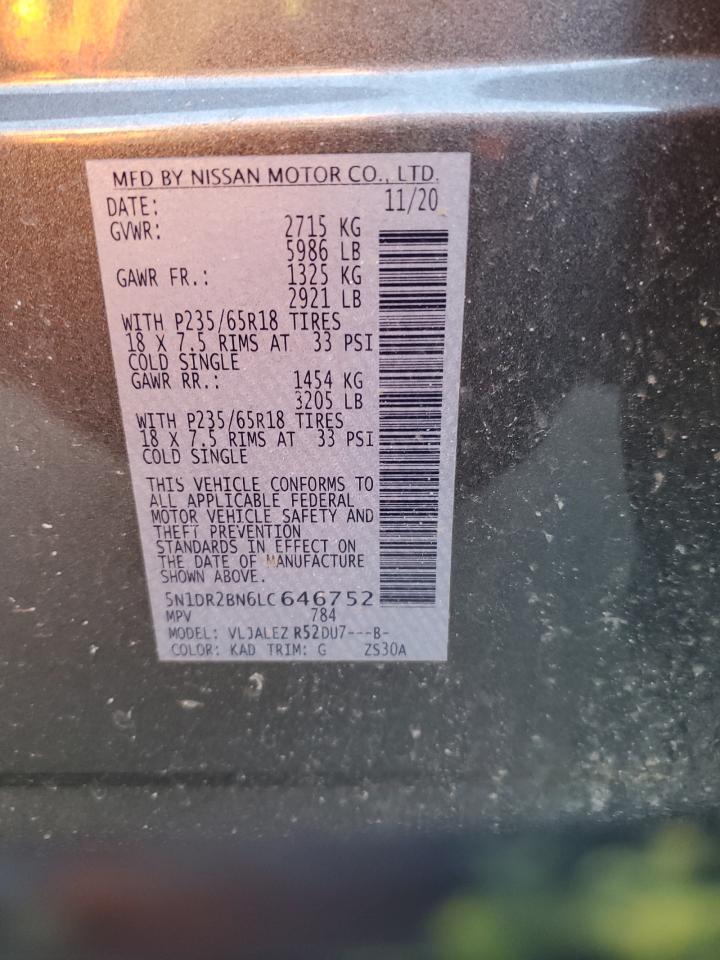 MFD BY NISSAN MOTOR CO., LTD.
DATE: 11/20
GVWR: 2715 KG
5986 LB
GAWR FR.: 1325 KG
2921 LB
WITH P235/65R18 TIRES
18 X 7.5 RIMS AT 33 PSI
COLD SINGLE
GAWR RR.: 1454 KG
3205 LB
WITH P235/65R18 TIRES
18 X 7.5 RIMS AT 33 PSI
COLD SINGLE
THIS VEHICLE CONFORMS TO
ALL APPLICABLE FEDERAL
MOTOR VEHICLE SAFETY AND
THEFT PREVENTION
STANDARDS IN EFFECT ON
THE DATE OF MANUFACTURE
SHOWN ABOVE.
5N1DR2BN6LC646752
MPV 784
MODEL: VLJALEZ R52DU7---B-
COLOR: KAD TRIM: G ZS30A